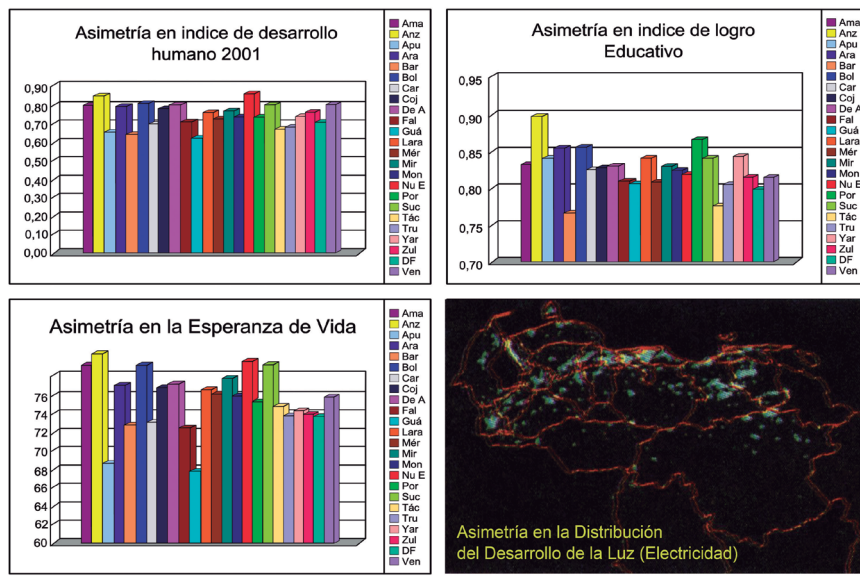 Asimetría en indice de desarrollo
humano 2001
0,90
0,80
0,70
0,60
0,50
0,40
0,30
0,20
0,10
0,00
Ama
Anz
Apu
Ara
Bar
Bol
Car
Coj
De A
Fal
Guá
Lara
Mér
Mir
Mon
Nu E
Por
Suc
Tác
Tru
Yar
Zul
DF
Ven
Asimetría en indice de logro
Educativo
0,95
0,90
0,85
0,80
0,75
0,70
Ama
Anz
Apu
Ara
Bar
Bol
Car
Coj
De A
Fal
Guá
Lara
Mér
Mir
Mon
Nu E
Por
Suc
Tác
Tru
Yar
Zul
DF
Ven
Asimetría en la Esperanza de Vida
76
74
72
70
68
66
64
62
60
Ama
Anz
Apu
Ara
Bar
Bol
Car
Coj
De A
Fal
Guá
Lara
Mér
Mir
Mon
Nu E
Por
Suc
Tác
Tru
Yar
Zul
DF
Ven
Asimetría en la Distribución
del Desarrollo de la Luz (Electricidad)